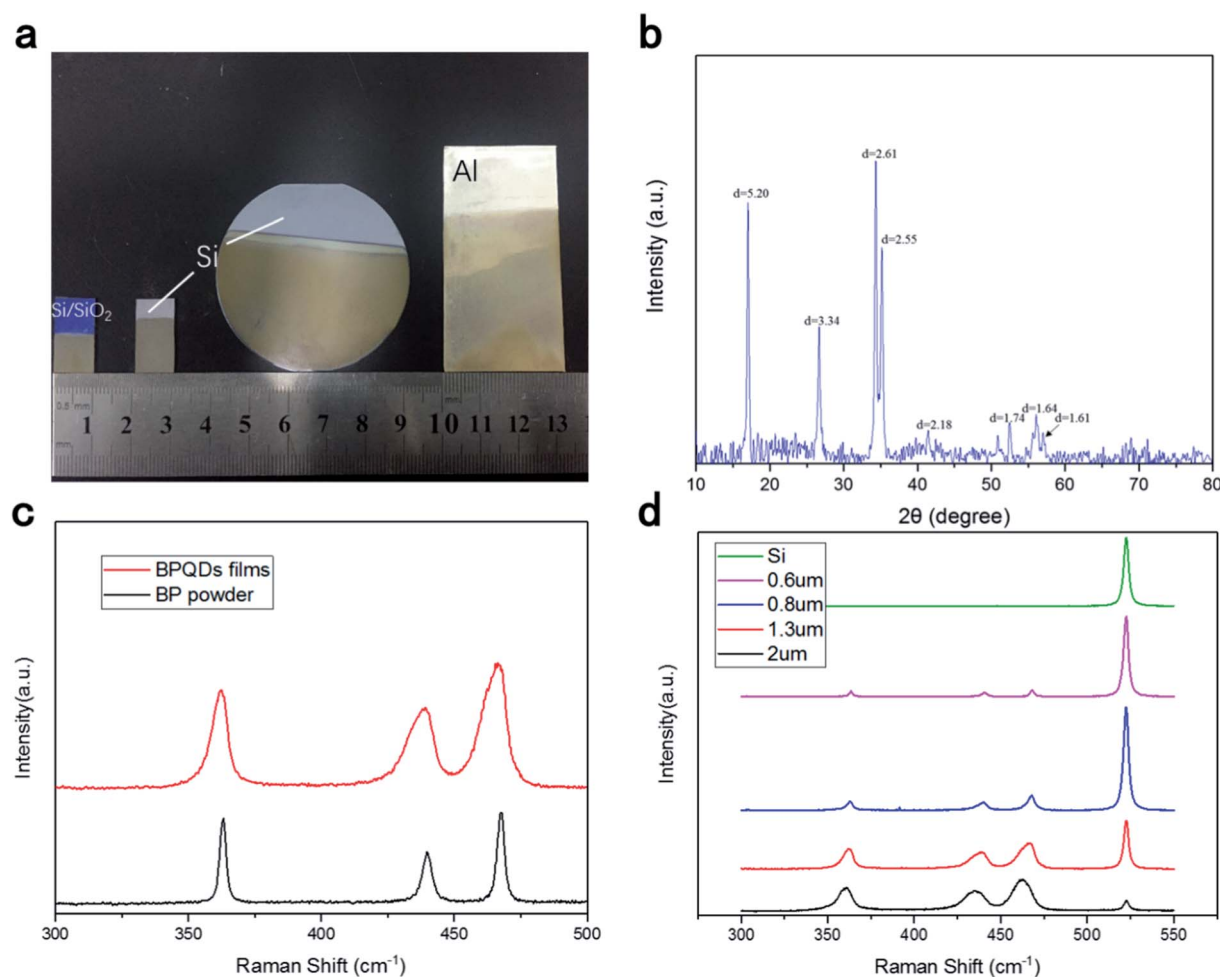 a
Al
Si
Si/SiO₂
0.5 mm
mm
1 2 3 4 5 6 7 8 9 10 11 12 13
b
Intensity (a.u.)
d=5.20
d=3.34
d=2.61
d=2.55
d=2.18
d=1.74
d=1.64
d=1.61
10 20 30 40 50 60 70 80
2θ (degree)
c
Intensity(a.u.)
BPQDs films
BP powder
300 350 400 450 500
Raman Shift (cm⁻¹)
d
Intensity(a.u.)
Si
0.6um
0.8um
1.3um
2um
300 350 400 450 500 550
Raman Shift (cm⁻¹)